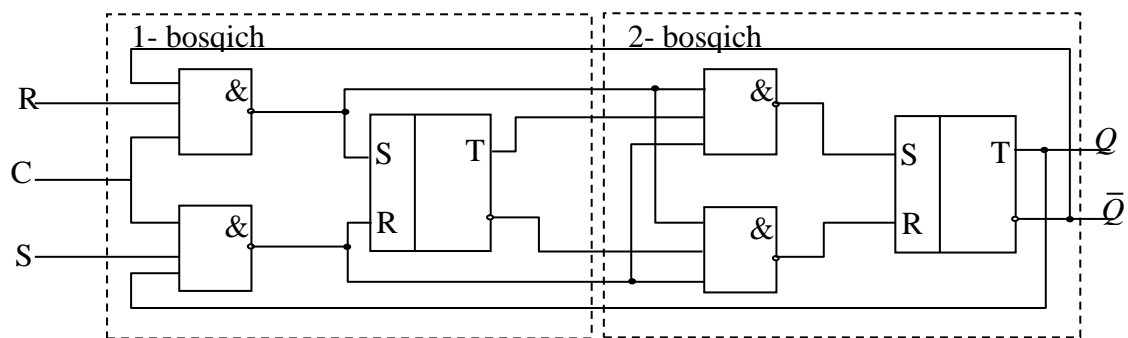 1- bosqich 2- bosqich
& &
R
S T S T Q
C
R R Q̄
& &
S